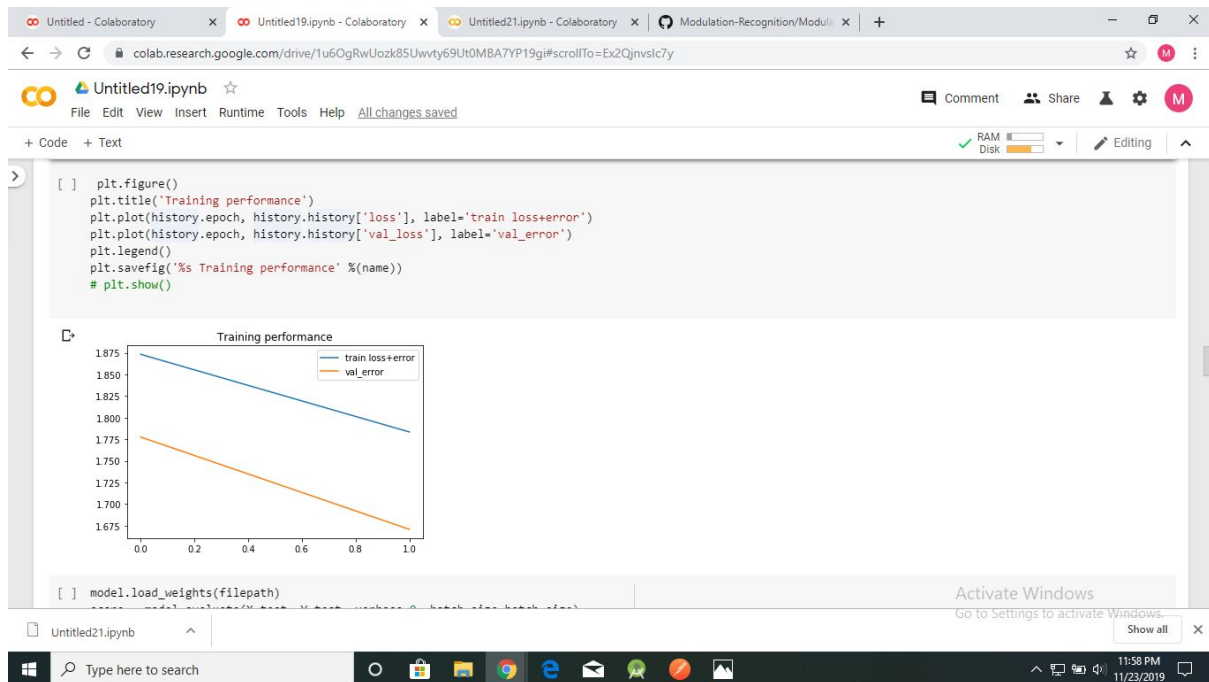 Untitled - Colaboratory
Untitled19.ipynb - Colaboratory
Untitled21.ipynb - Colaboratory
Modulation-Recognition/Modula
colab.research.google.com/drive/1u6OgRwUozk85Uwvty69Ut0MBA7YP19gi#scrollTo=Ex2Qjnvslc7y
M
CO
Untitled19.ipynb
File Edit View Insert Runtime Tools Help All changes saved
Comment
Share
M
+ Code + Text
RAM
Disk
Editing
[ ] plt.figure()
plt.title('Training performance')
plt.plot(history.epoch, history.history['loss'], label='train loss+error')
plt.plot(history.epoch, history.history['val_loss'], label='val_error')
plt.legend()
plt.savefig('%s Training performance' %(name))
# plt.show()
Training performance
train loss+error
val_error
1.875
1.850
1.825
1.800
1.775
1.750
1.725
1.700
1.675
0.0 0.2 0.4 0.6 0.8 1.0
[ ] model.load_weights(filepath)
Activate Windows
Go to Settings to activate Windows.
Untitled21.ipynb
Show all
Type here to search
11:58 PM
11/23/2019